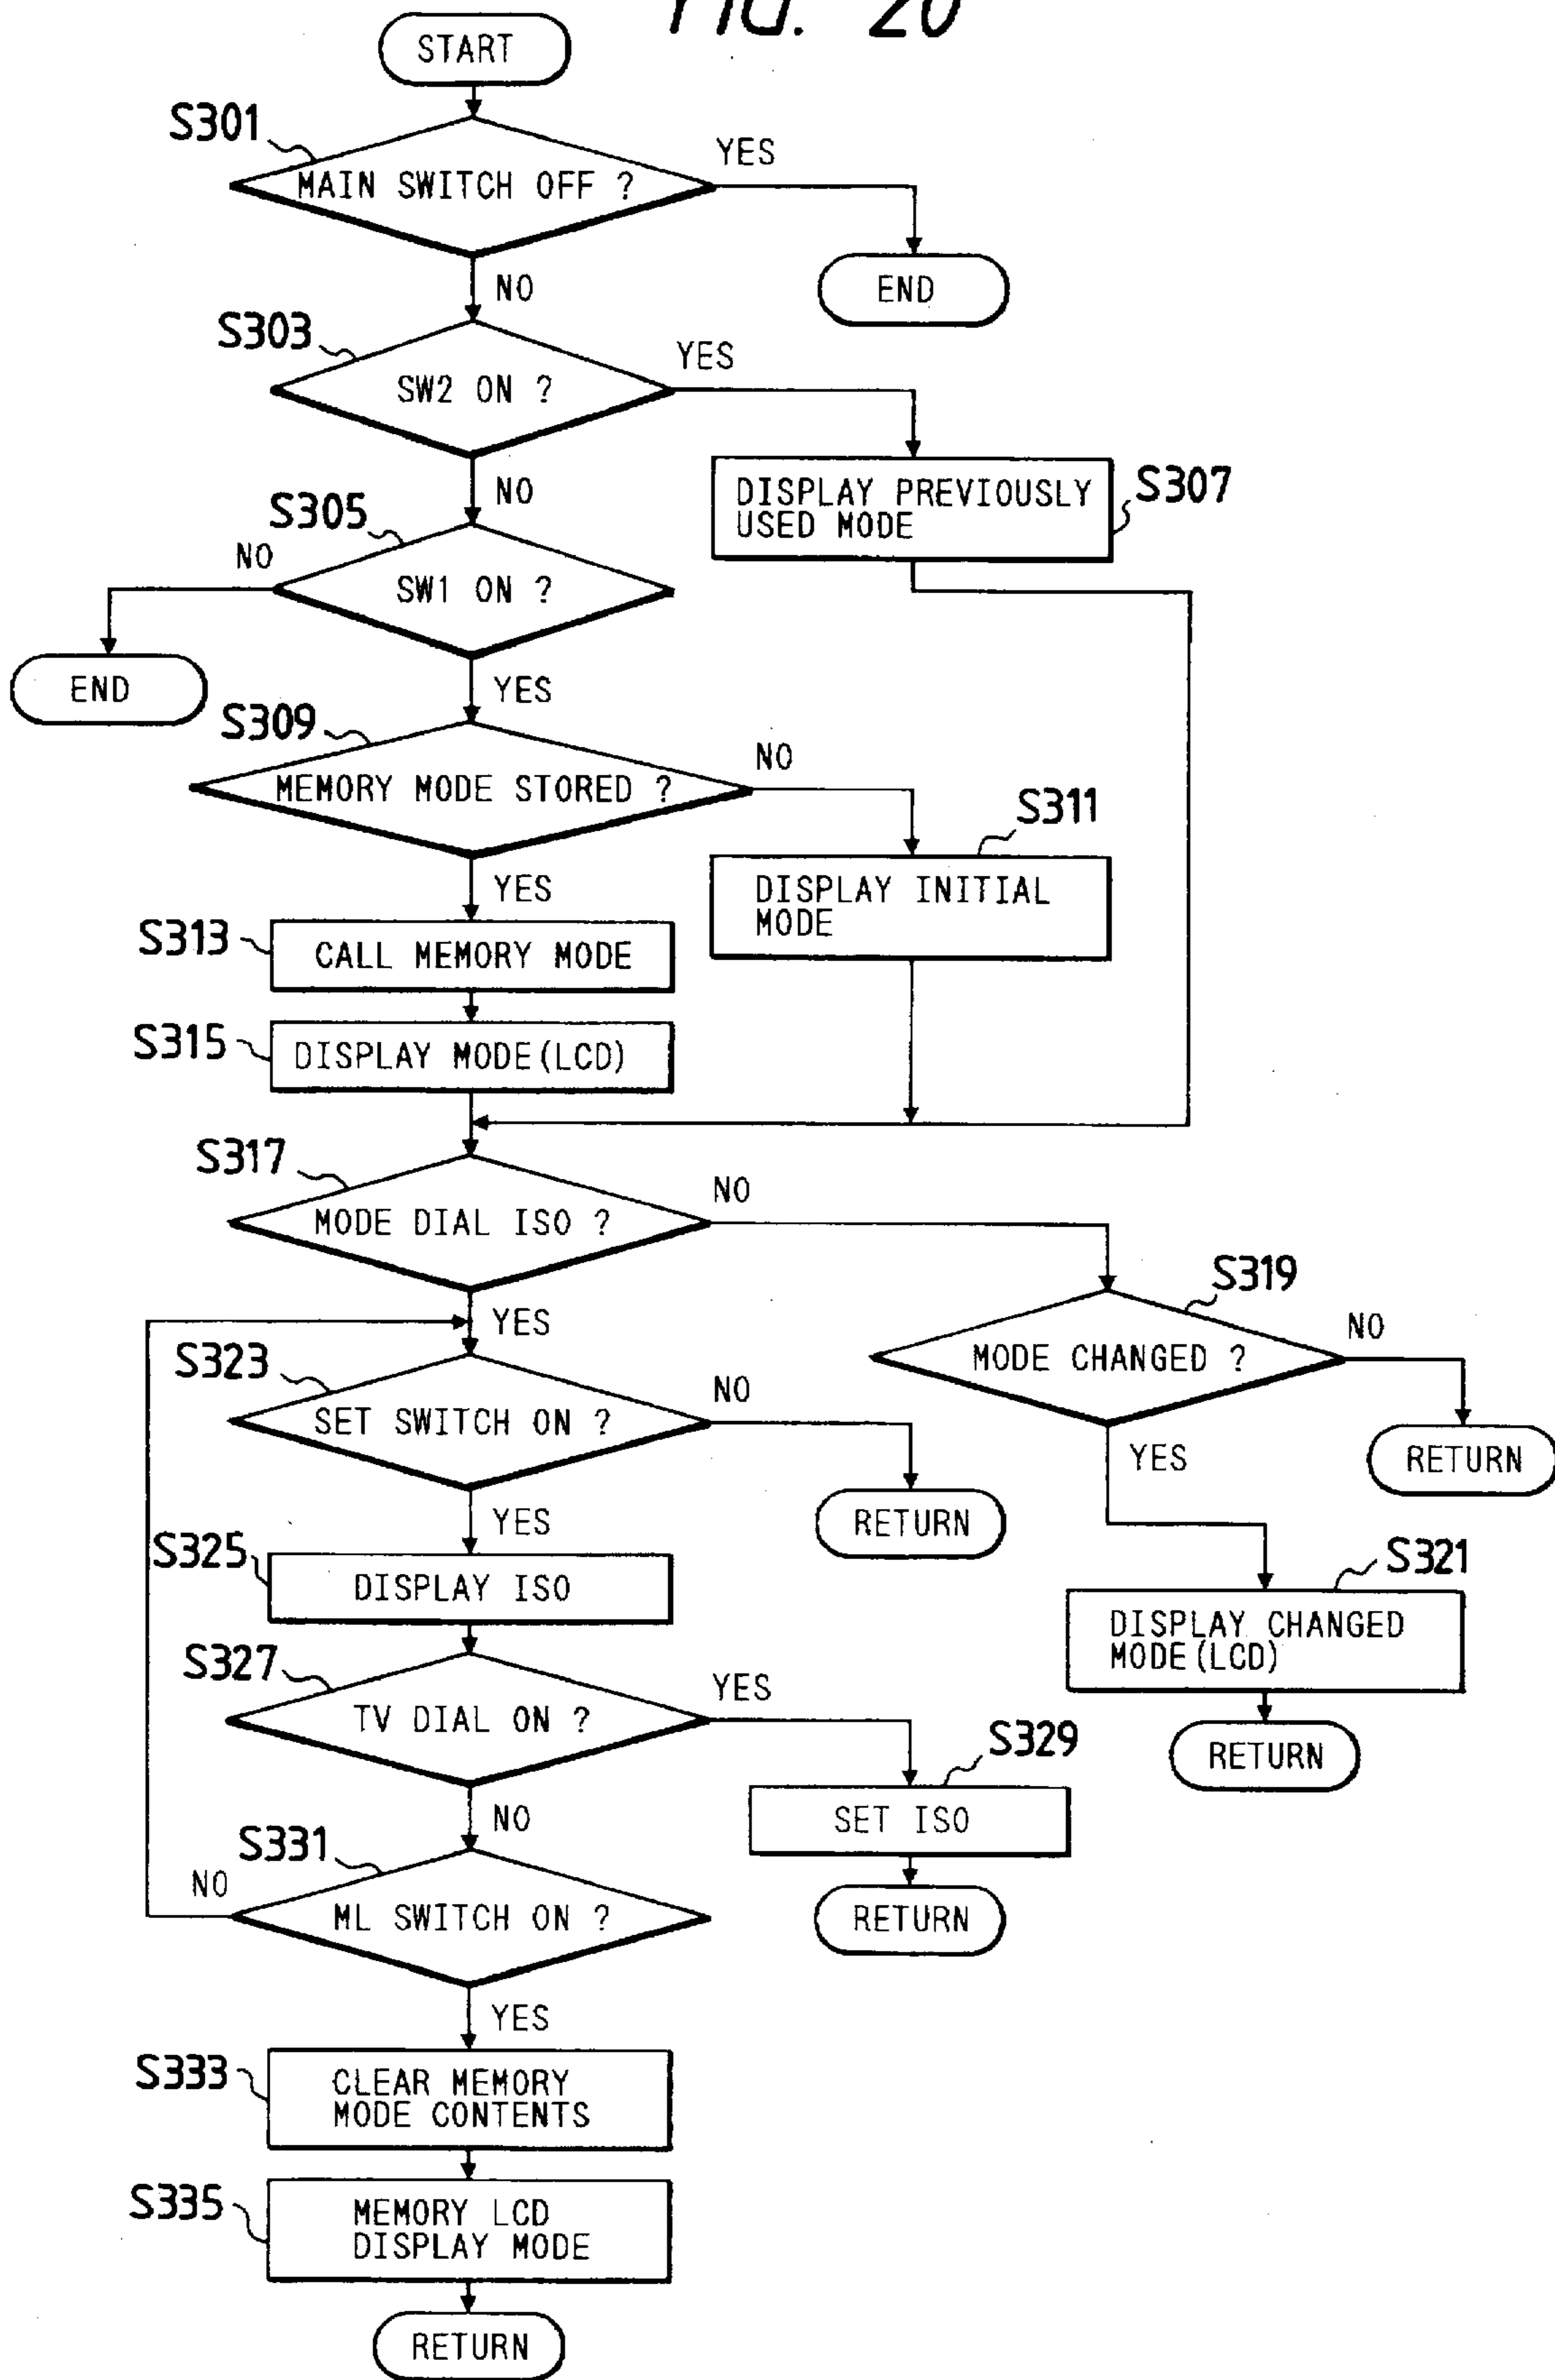 FIG. 20
START
S301
MAIN SWITCH OFF ?
YES
END
NO
S303
SW2 ON ?
YES
NO
DISPLAY PREVIOUSLY
USED MODE
S307
S305
NO
SW1 ON ?
END
YES
S309
MEMORY MODE STORED ?
NO
S311
YES
DISPLAY INITIAL
MODE
S313
CALL MEMORY MODE
S315
DISPLAY MODE(LCD)
S317
MODE DIAL ISO ?
NO
YES
S319
MODE CHANGED ?
NO
RETURN
YES
S323
SET SWITCH ON ?
NO
RETURN
YES
S321
DISPLAY CHANGED
MODE(LCD)
RETURN
S325
DISPLAY ISO
S327
TV DIAL ON ?
YES
S329
SET ISO
RETURN
NO
S331
NO
ML SWITCH ON ?
YES
S333
CLEAR MEMORY
MODE CONTENTS
S335
MEMORY LCD
DISPLAY MODE
RETURN